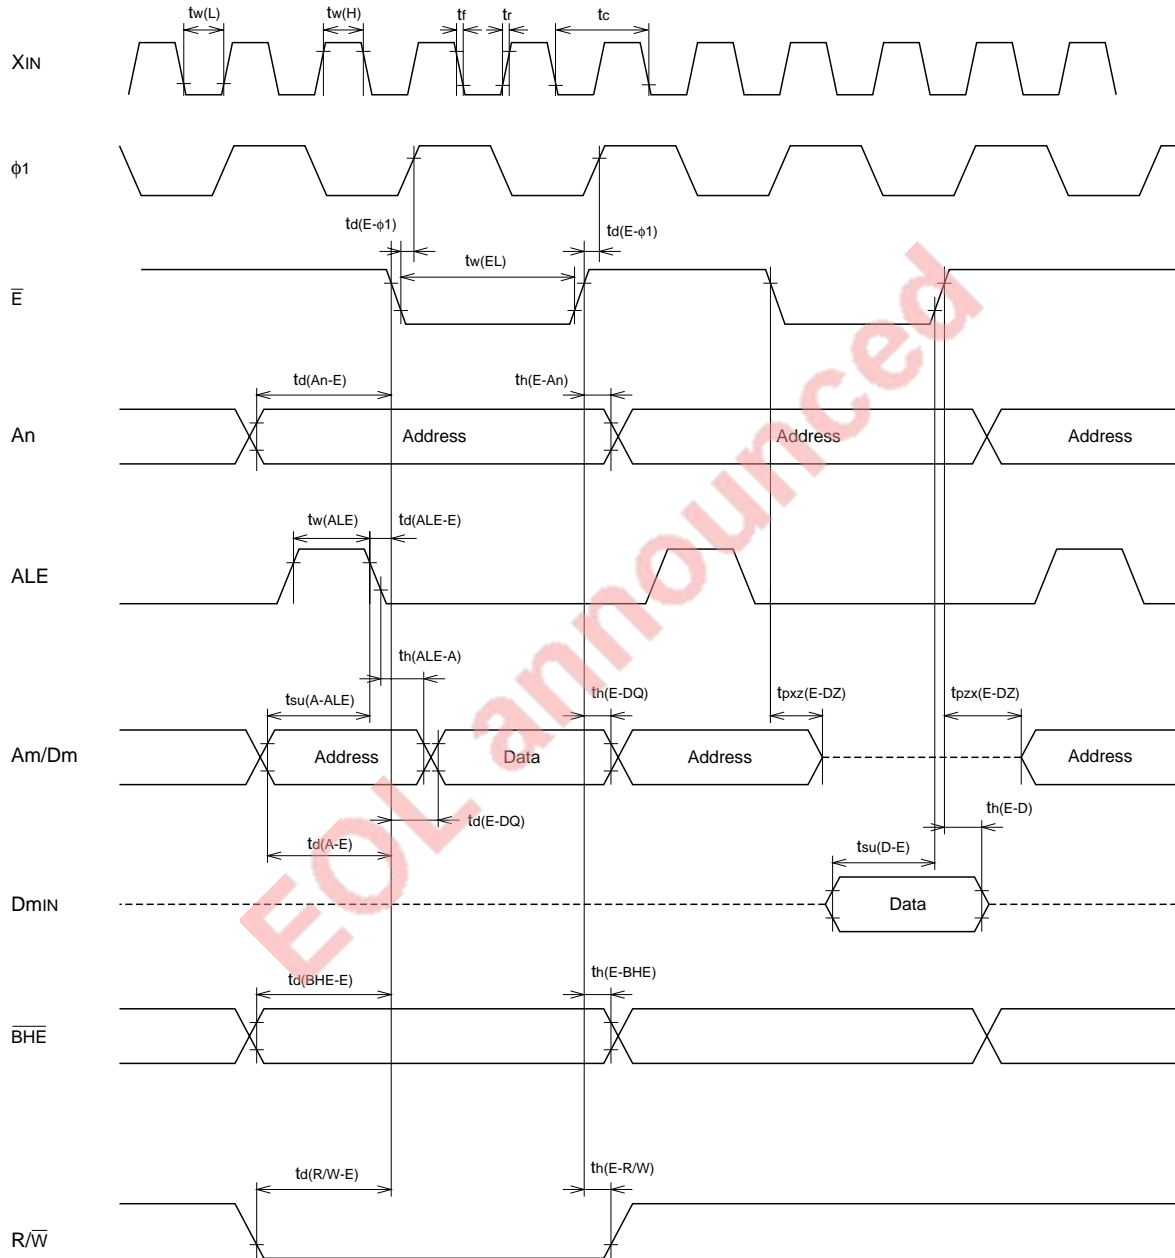 tw(L) tw(H) tf tr tc
XIN
ϕ1
td(E-ϕ1) td(E-ϕ1)
tw(EL)
E̅
td(An-E) th(E-An)
An Address Address Address
tw(ALE) td(ALE-E)
ALE
th(ALE-A)
tsu(A-ALE) th(E-DQ) tpxz(E-DZ) tpzx(E-DZ)
Am/Dm Address Data Address Address
td(E-DQ) th(E-D)
td(A-E) tsu(D-E)
DmIN Data
td(BHE-E) th(E-BHE)
B̅H̅E̅
td(R/W-E) th(E-R/W)
R/W̅
EOL announced